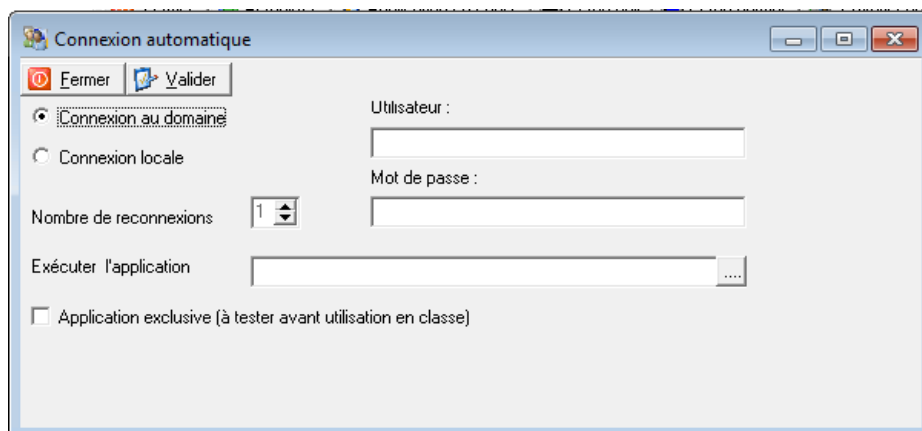 Connexion automatique
Fermer Valider
Connexion au domaine
Utilisateur :
Connexion locale
Mot de passe :
Nombre de reconnexions 1
Exécuter l'application ....
Application exclusive (à tester avant utilisation en classe)